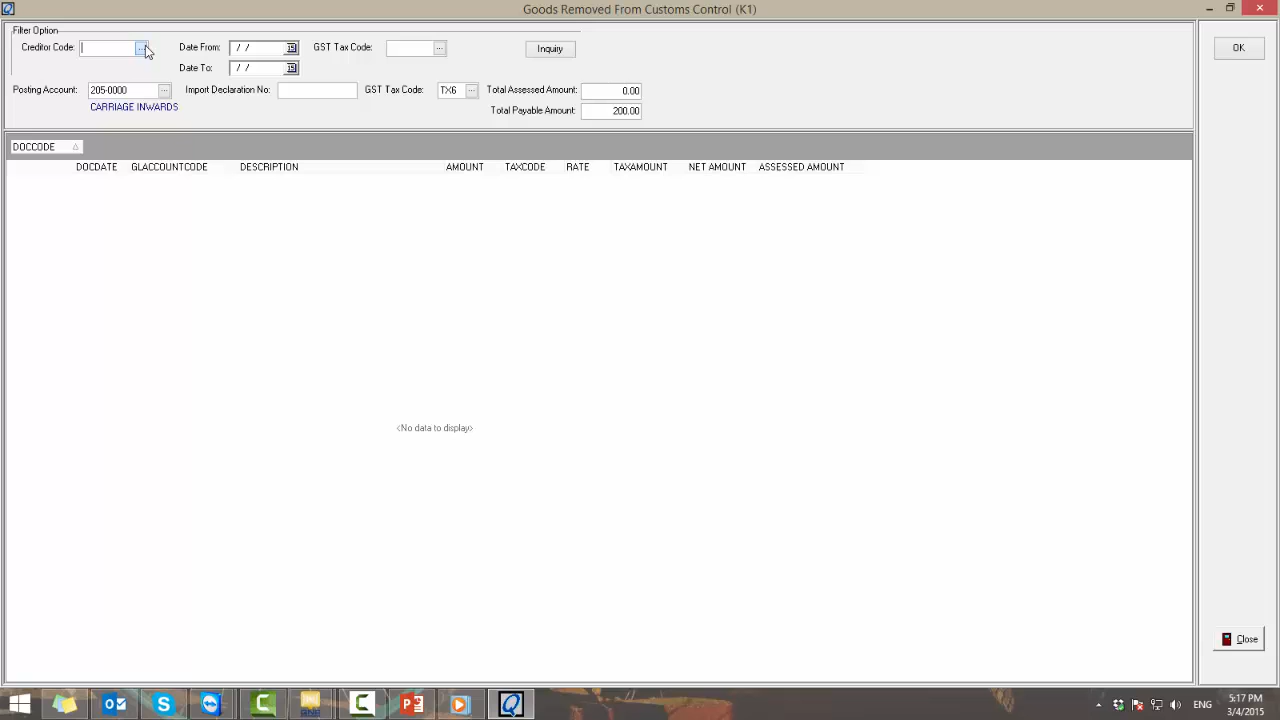 Goods Removed From Customs Control (K1)
Filter Option
Creditor Code: Date From: / / 15 GST Tax Code: Inquiry OK
Date To: / / 15
Posting Account: 205-0000 Import Declaration No: GST Tax Code: TX6 Total Assessed Amount: 0.00
CARRIAGE INWARDS Total Payable Amount: 200.00
DOCCODE
DOCDATE GLACCOUNTCODE DESCRIPTION AMOUNT TAXCODE RATE TAXAMOUNT NET AMOUNT ASSESSED AMOUNT
<No data to display>
Close
ENG 5:17 PM
3/4/2015